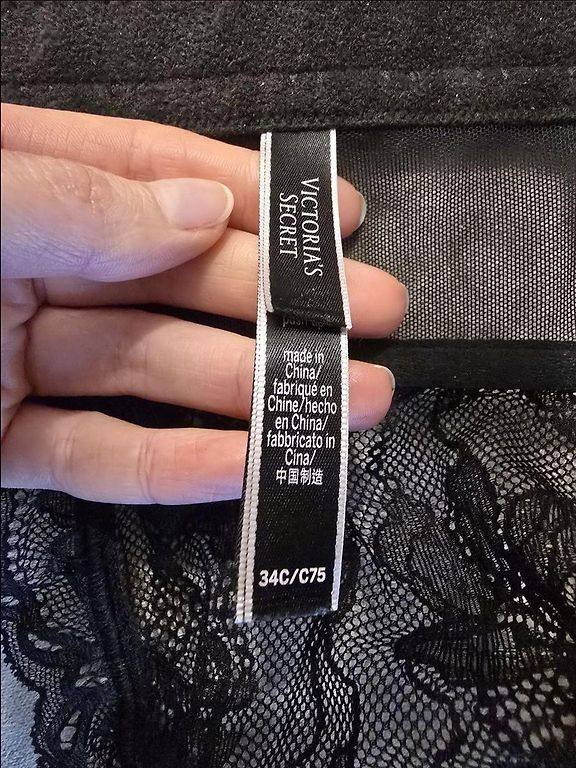 VICTORIA'S
SECRET
push
made in
China/
fabriqué en
Chine/hecho
en China/
fabbricato in
Cina/
中国制造
34C/C75